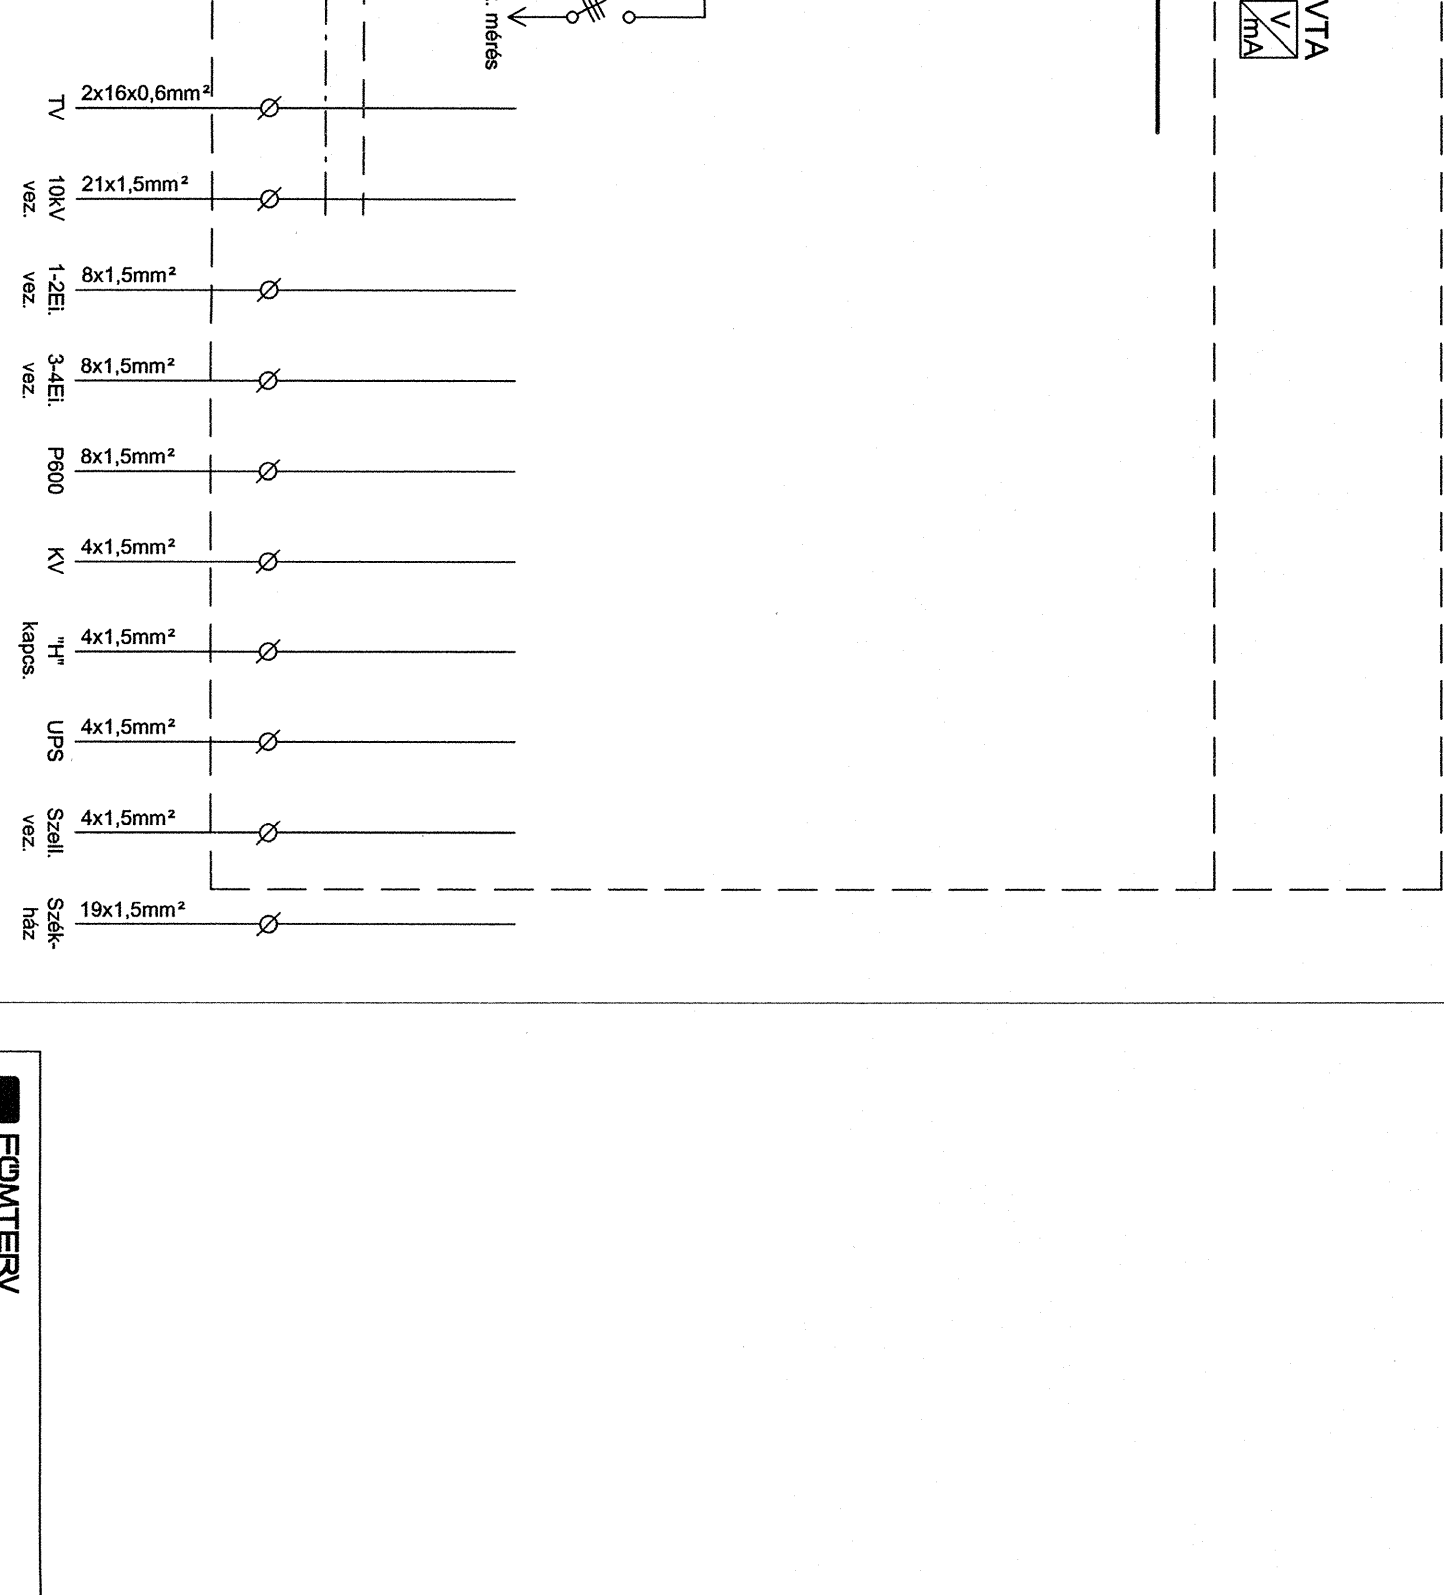 VTA
V
mA
. mérés
2x16x0,6mm²
TV
21x1,5mm²
10kV
vez.
8x1,5mm²
1-2Ei.
vez.
8x1,5mm²
3-4Ei.
vez.
8x1,5mm²
P600
4x1,5mm²
KV
4x1,5mm²
"H"
kapcs.
4x1,5mm²
UPS
4x1,5mm²
Szell.
vez.
19x1,5mm²
Szék-
ház
FŐMTERV